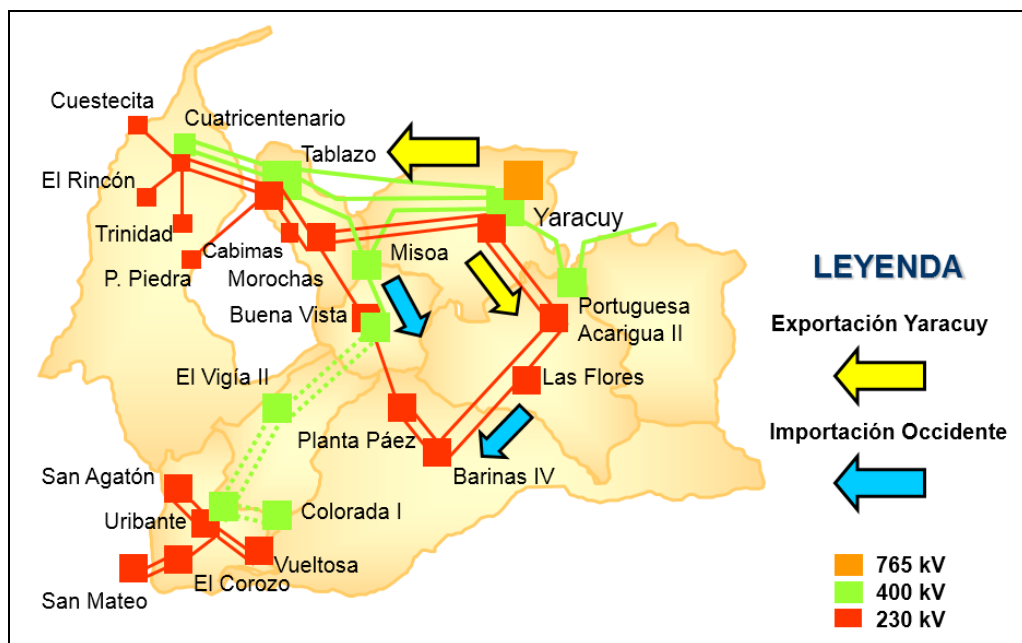 Cuestecita
Cuatricentenario
Tablazo
El Rincón
Yaracuy
Trinidad
Cabimas
Misoa
P. Piedra
Morochas
Buena Vista
Portuguesa
Acarigua II
El Vigía II
Las Flores
Planta Páez
Barinas IV
San Agatón
Colorada I
Uribante
Vueltosa
El Corozo
San Mateo
LEYENDA
Exportación Yaracuy
Importación Occidente
765 kV
400 kV
230 kV